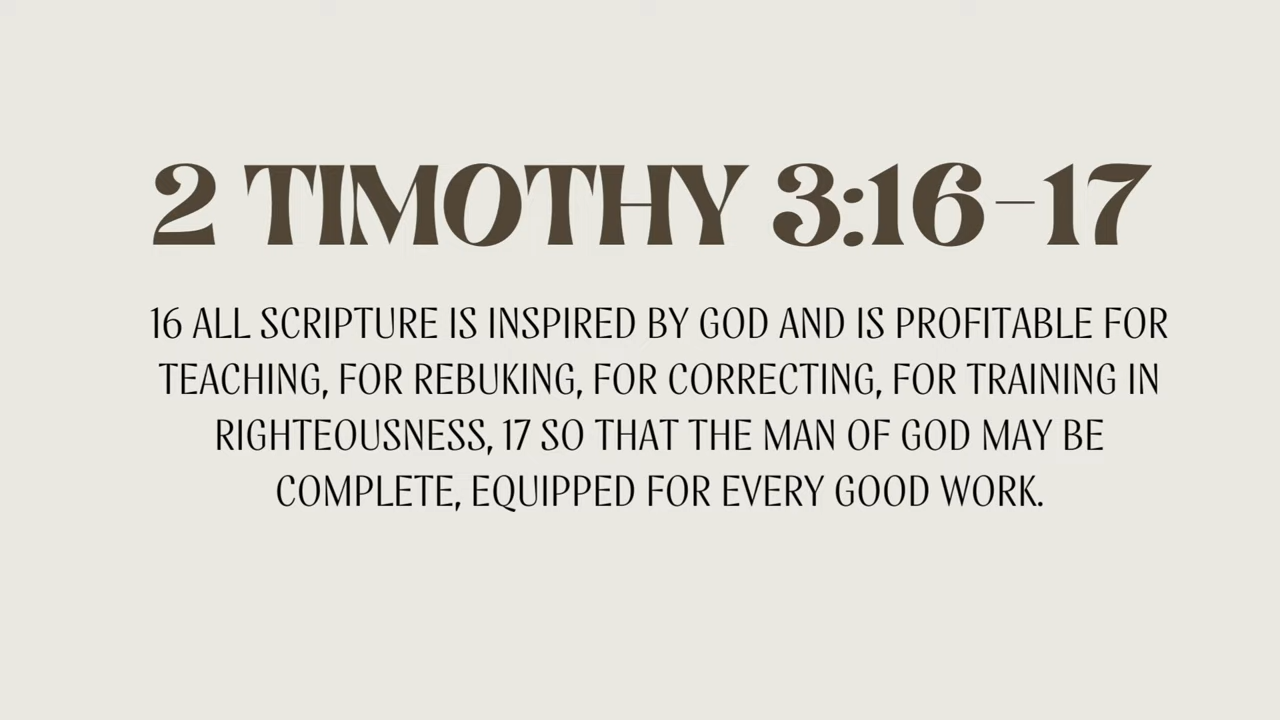 2 TIMOTHY 3:16-17
16 ALL SCRIPTURE IS INSPIRED BY GOD AND IS PROFITABLE FOR
TEACHING, FOR REBUKING, FOR CORRECTING, FOR TRAINING IN
RIGHTEOUSNESS, 17 SO THAT THE MAN OF GOD MAY BE
COMPLETE, EQUIPPED FOR EVERY GOOD WORK.